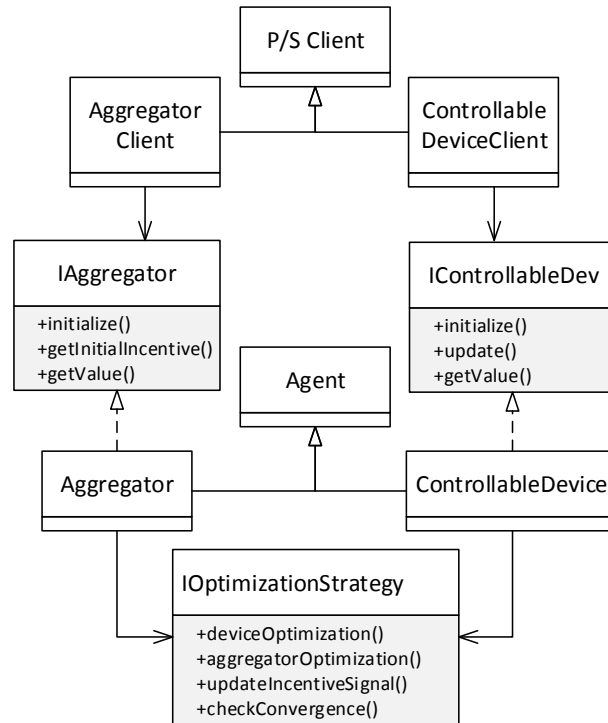 P/S Client
Aggregator
Client
Controllable
DeviceClient
IAggregator
+initialize()
+getInitialIncentive()
+getValue()
IControllableDev
+initialize()
+update()
+getValue()
Agent
Aggregator
ControllableDevice
IOptimizationStrategy
+deviceOptimization()
+aggregatorOptimization()
+updateIncentiveSignal()
+checkConvergence()